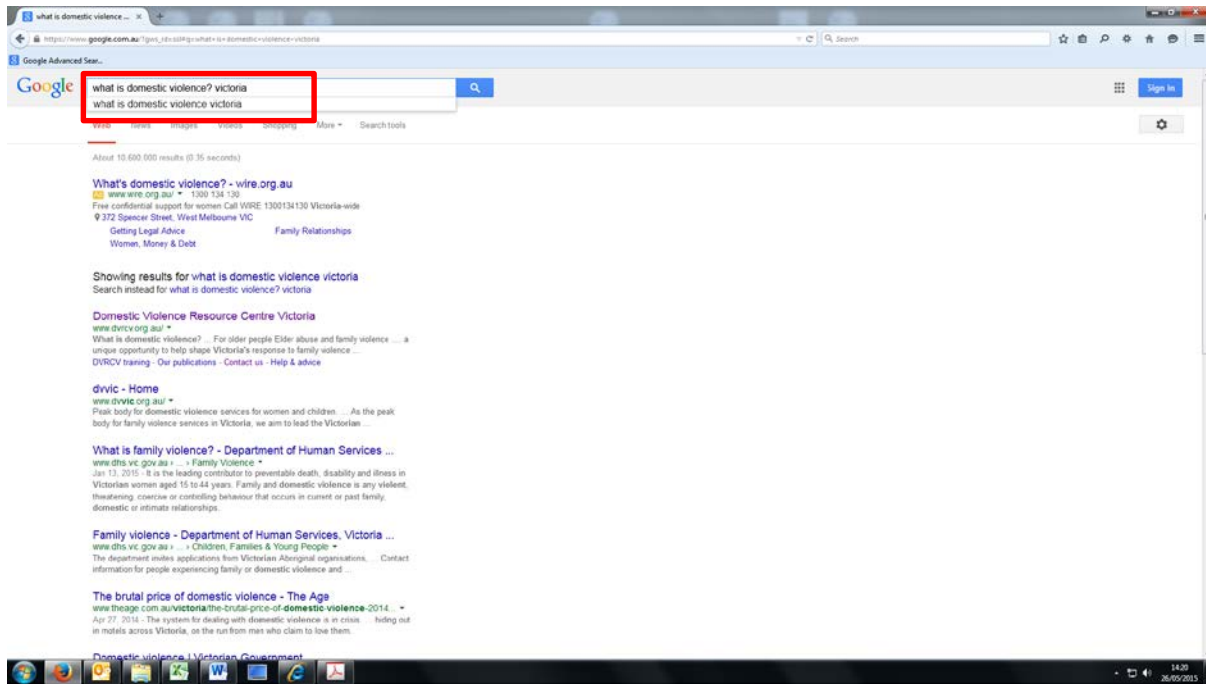 what is domestic violence ...
https://www.google.com.au/?gws_rd=ssl#q=what+is+domestic+violence+victoria
Search
Google Advanced Sear...
Google
what is domestic violence? victoria
what is domestic violence victoria
Sign in
Web News Images Videos Shopping More Search tools
About 10,600,000 results (0.35 seconds)
What's domestic violence? - wire.org.au
Ad www.wire.org.au/ 1300 134 130
Free confidential support for women Call WIRE 1300134130 Victoria-wide
372 Spencer Street, West Melbourne VIC
Getting Legal Advice Family Relationships
Women, Money & Debt
Showing results for what is domestic violence victoria
Search instead for what is domestic violence? victoria
Domestic Violence Resource Centre Victoria
www.dvrcv.org.au/
What is domestic violence? ... For older people Elder abuse and family violence ..... a
unique opportunity to help shape Victoria's response to family violence ...
DVRCV training - Our publications - Contact us - Help & advice
dvvic - Home
www.dvvic.org.au/
Peak body for domestic violence services for women and children. ... As the peak
body for family violence services in Victoria, we aim to lead the Victorian ...
What is family violence? - Department of Human Services ...
www.dhs.vic.gov.au › ... › Family Violence
Jan 13, 2015 - It is the leading contributor to preventable death, disability and illness in
Victorian women aged 15 to 44 years. Family and domestic violence is any violent,
threatening, coercive or controlling behaviour that occurs in current or past family,
domestic or intimate relationships.
Family violence - Department of Human Services, Victoria ...
www.dhs.vic.gov.au › ... › Children, Families & Young People
The department invites applications from Victorian Aboriginal organisations, ... Contact
information for people experiencing family or domestic violence and ...
The brutal price of domestic violence - The Age
www.theage.com.au/victoria/the-brutal-price-of-domestic-violence-2014...
Apr 27, 2014 - The system for dealing with domestic violence is in crisis. ... hiding out
in motels across Victoria, on the run from men who claim to love them.
Domestic violence | Victorian Government
14:20
26/05/2015